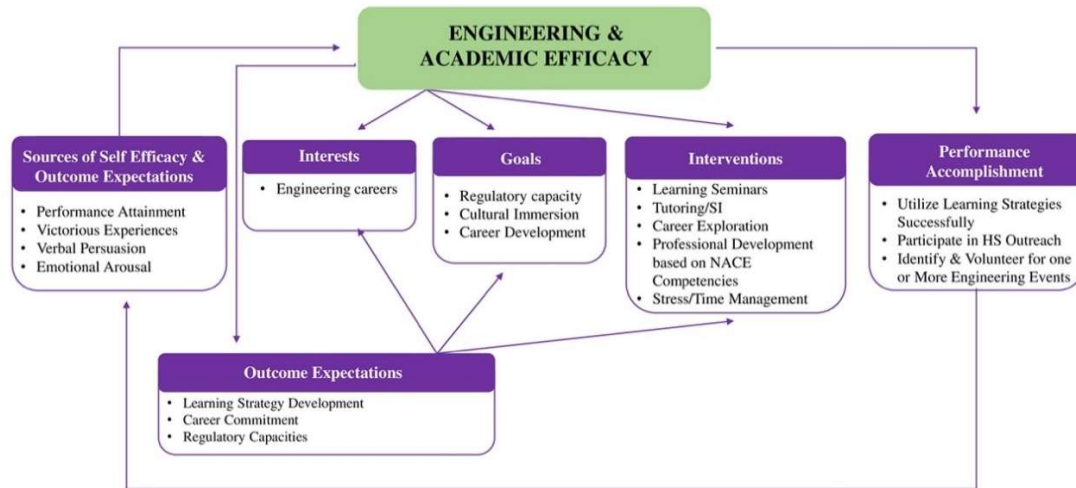 ENGINEERING &
ACADEMIC EFFICACY
Sources of Self Efficacy &
Outcome Expectations
• Performance Attainment
• Victorious Experiences
• Verbal Persuasion
• Emotional Arousal
Interests
• Engineering careers
Goals
• Regulatory capacity
• Cultural Immersion
• Career Development
Interventions
• Learning Seminars
• Tutoring/SI
• Career Exploration
• Professional Development
based on NACE
Competencies
• Stress/Time Management
Performance
Accomplishment
• Utilize Learning Strategies
Successfully
• Participate in HS Outreach
• Identify & Volunteer for one
or More Engineering Events
Outcome Expectations
• Learning Strategy Development
• Career Commitment
• Regulatory Capacities